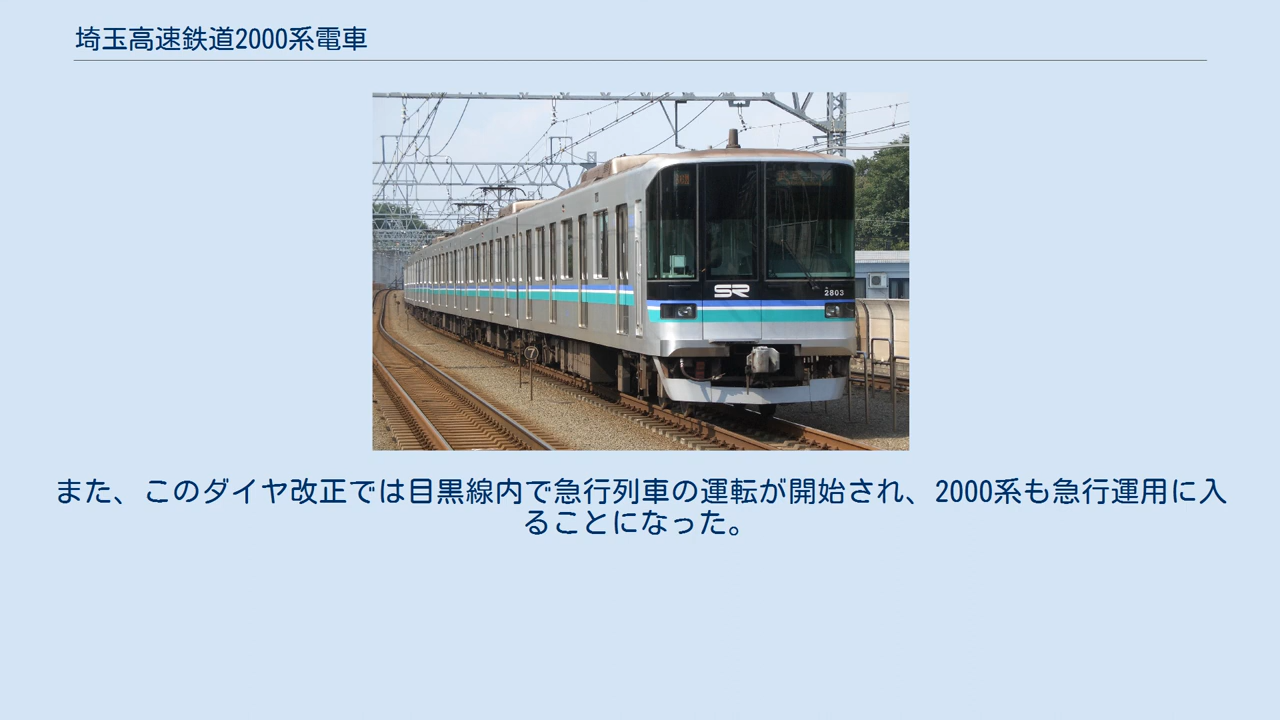 埼玉高速鉄道2000系電車
SR
2803
7
また、このダイヤ改正では目黒線内で急行列車の運転が開始され、2000系も急行運用に入
ることになった。